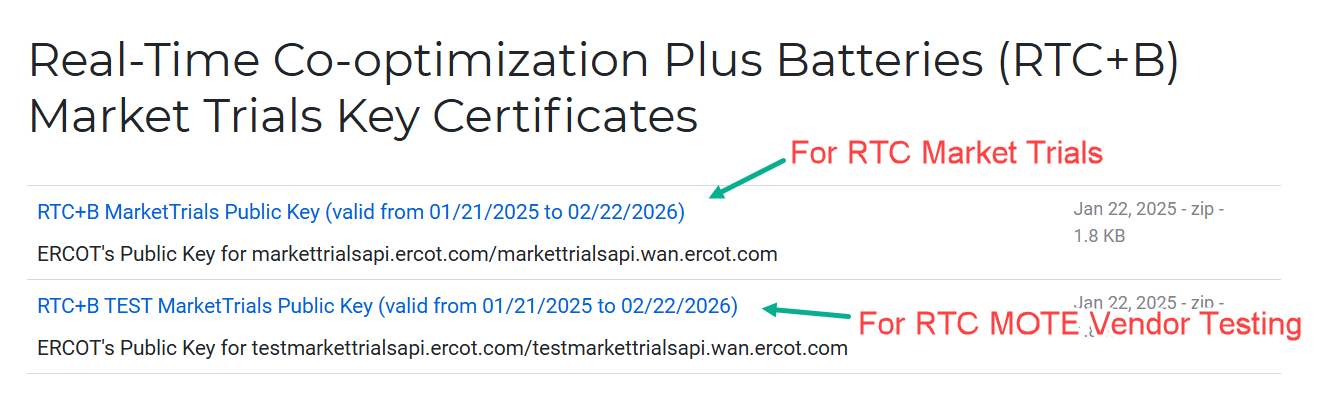 Real-Time Co-optimization Plus Batteries (RTC+B)
Market Trials Key Certificates
For RTC Market Trials
RTC+B MarketTrials Public Key (valid from 01/21/2025 to 02/22/2026)
Jan 22, 2025 - zip -
1.8 KB
ERCOT's Public Key for markettrialsapi.ercot.com/markettrialsapi.wan.ercot.com
RTC+B TEST MarketTrials Public Key (valid from 01/21/2025 to 02/22/2026)
Jan 22, 2025 - zip -
For RTC MOTE Vendor Testing
ERCOT's Public Key for testmarkettrialsapi.ercot.com/testmarkettrialsapi.wan.ercot.com